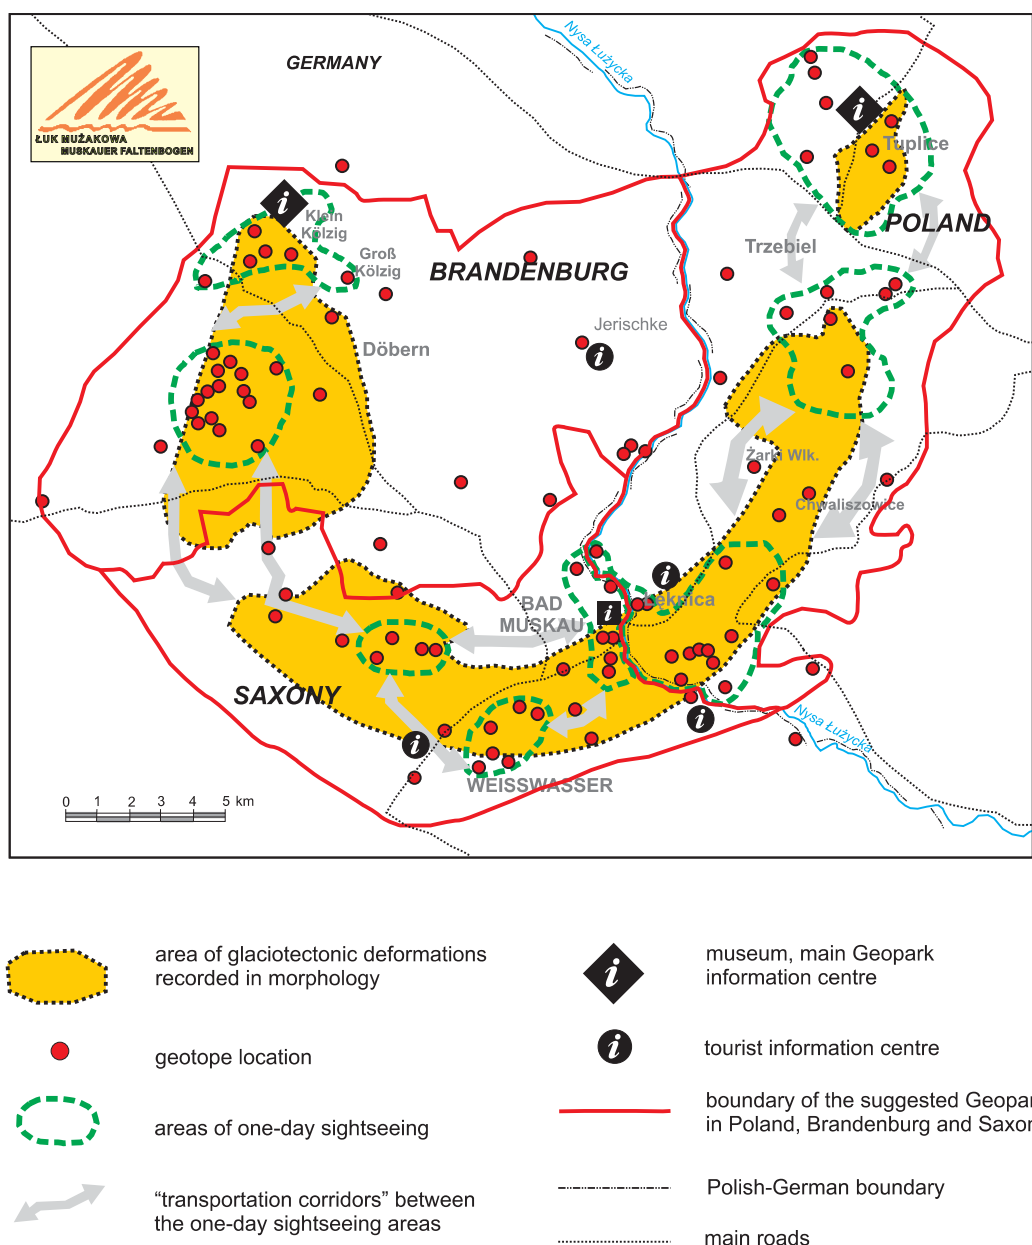 Nysa Łużycka
GERMANY
ŁUK MUŻAKOWA
MUSKAUER FALTENBOGEN
i
Tuplice
POLAND
i
Klein
Kölzig
Groß
Kölzig
BRANDENBURG
Trzebiel
Jerischke
i
Döbern
Żarki Wlk.
Chwaliszowice
i
Łęknica
BAD
MUSKAU
i
SAXONY
i
i
Nysa Łużycka
WEISSWASSER
0 1 2 3 4 5 km
area of glaciotectonic deformations
recorded in morphology
geotope location
areas of one-day sightseeing
“transportation corridors” between
the one-day sightseeing areas
i
museum, main Geopark
information centre
i
tourist information centre
boundary of the suggested Geopar
in Poland, Brandenburg and Saxon
Polish-German boundary
main roads